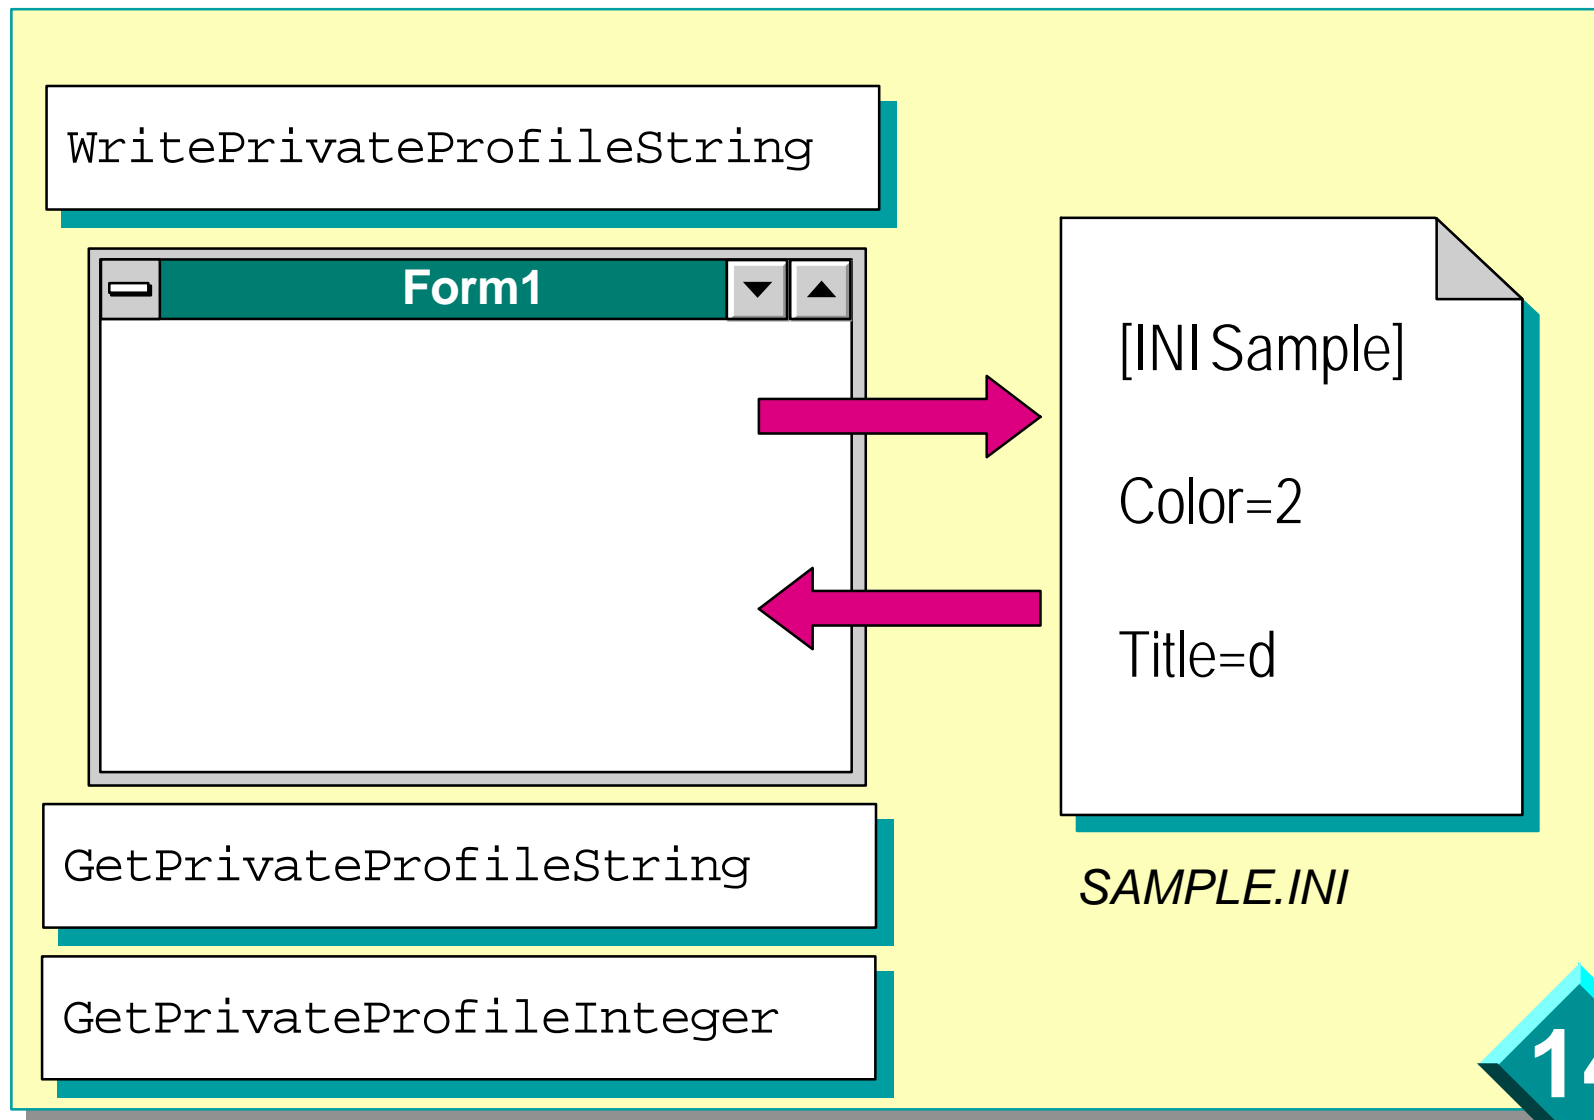 WritePrivateProfileString
Form1
[INI Sample]
Color=2
Title=d
GetPrivateProfileString
SAMPLE.INI
GetPrivateProfileInteger